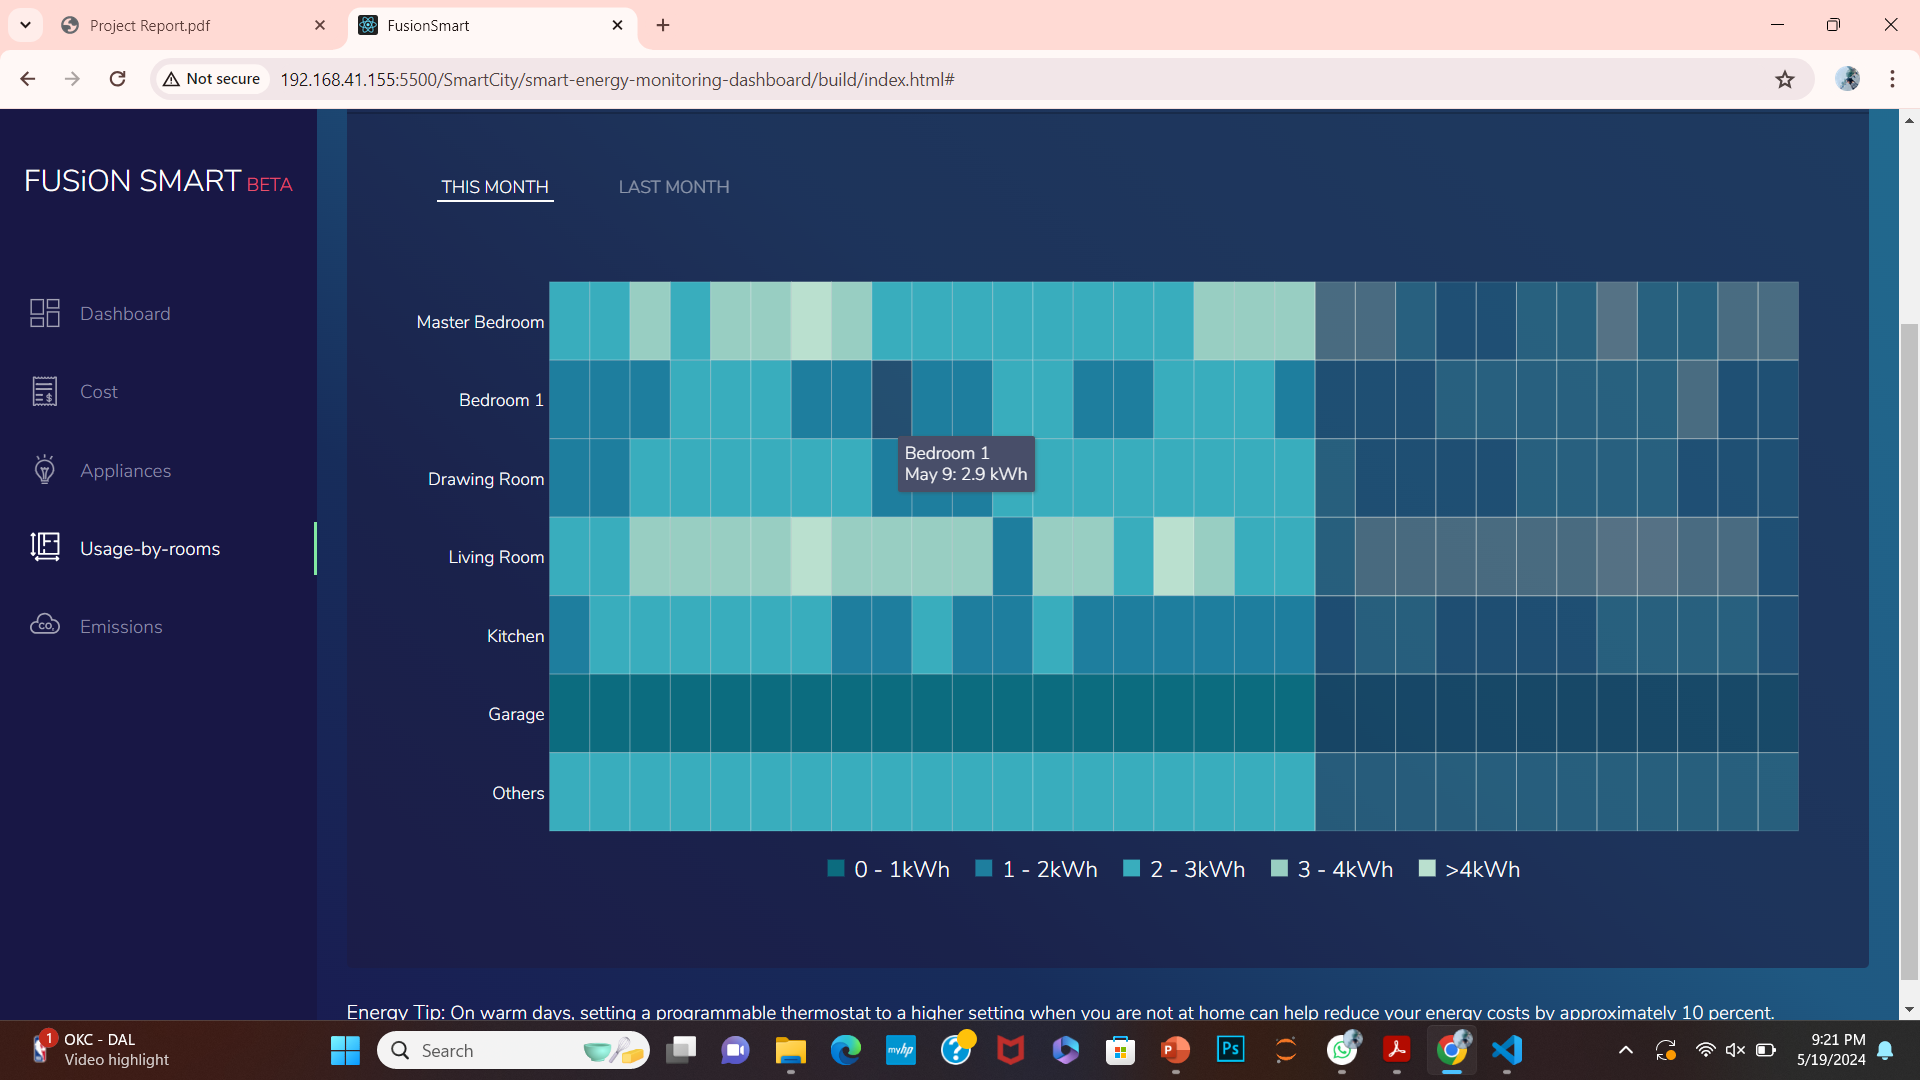 Project Report.pdf
FusionSmart
Not secure
192.168.41.155:5500/SmartCity/smart-energy-monitoring-dashboard/build/index.html#
FUSiON SMART BETA
Dashboard
Cost
Appliances
Usage-by-rooms
CO₂
Emissions
THIS MONTH
LAST MONTH
Master Bedroom
Bedroom 1
Drawing Room
Living Room
Kitchen
Garage
Others
Bedroom 1
May 9: 2.9 kWh
0 - 1kWh
1 - 2kWh
2 - 3kWh
3 - 4kWh
>4kWh
Energy Tip: On warm days, setting a programmable thermostat to a higher setting when you are not at home can help reduce your energy costs by approximately 10 percent.
1
OKC - DAL
Video highlight
Search
myhp
P
Ps
9:21 PM
5/19/2024